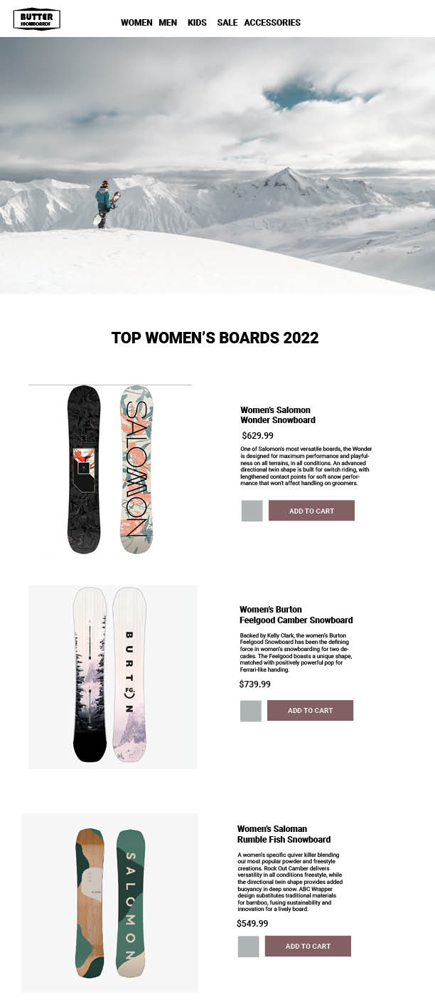 BUTTER
SNOWBOARDS
WOMEN MEN KIDS SALE ACCESSORIES
TOP WOMEN’S BOARDS 2022
SALOMON
Women's Salomon
Wonder Snowboard
$629.99
One of Salomon's most versatile boards, the Wonder
is designed for maximum performance and playful-
ness on all terrains, in all conditions. An advanced
directional twin shape is built for switch riding, with
lengthened contact points for soft snow perfor-
mance that won't affect handling on groomers.
ADD TO CART
BURTON
FG.
Women's Burton
Feelgood Camber Snowboard
Backed by Kelly Clark, the women's Burton
Feelgood Snowboard has been the defining
force in women's snowboarding for two de-
cades. The Feelgood boasts a unique shape,
matched with positively powerful pop for
Ferrari-like handing.
$739.99
ADD TO CART
SALOMON
Women's Saloman
Rumble Fish Snowboard
A women's specific quiver killer blending
our most popular powder and freestyle
creations. Rock Out Camber delivers
versatility in all conditions freestyle, while
the directional twin shape provides added
buoyancy in deep snow. ABC Wrapper
design substitutes traditional materials
for bamboo, fusing sustainability and
innovation for a lively board.
$549.99
ADD TO CART